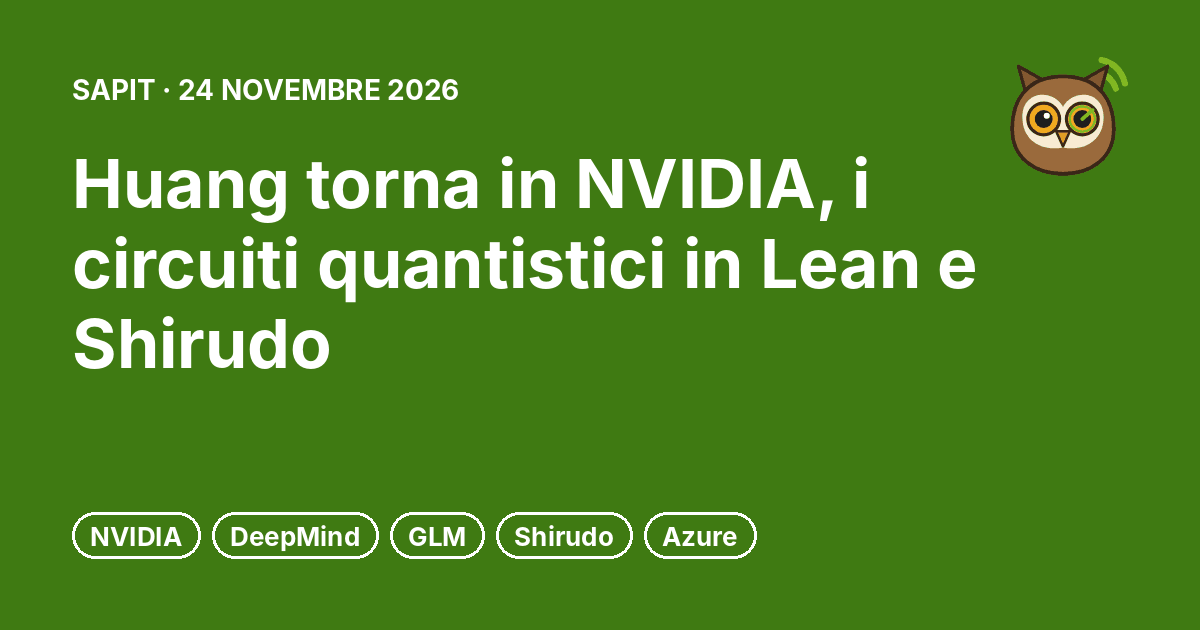 SAPIT · 24 NOVEMBRE 2026
Huang torna in NVIDIA, i
circuiti quantistici in Lean e
Shirudo
NVIDIA
DeepMind
GLM
Shirudo
Azure